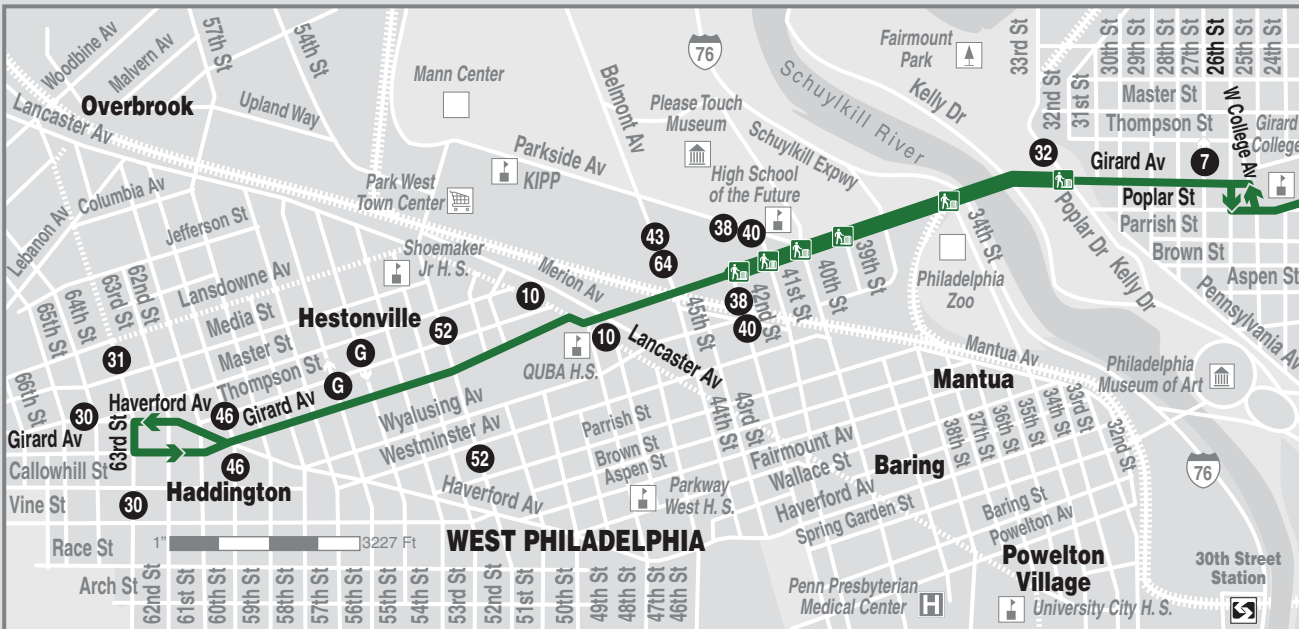 Woodbine Av
Malvern Av
57th St
54th St
Mann Center
Upland Way
Overbrook
Lancaster Av
Belmont Av
76
Please Touch
Museum
Schuylkill River
Schuylkill Expwy
Fairmount
Park
Kelly Dr
33rd St
32nd St
31st St
30th St
29th St
28th St
27th St
26th St
25th St
24th St
Master St
Thompson St
W College Av
Girard
College
32
Girard Av
7
Poplar St
Parrish St
Brown St
Aspen St
Poplar Dr
Kelly Dr
Pennsylvania Av
Parkside Av
KIPP
Park West
Town Center
High School
of the Future
38
40
43
64
39th St
40th St
41st St
42nd St
38
40
34th St
Philadelphia
Zoo
Columbia Av
Lebanon Av
Jefferson St
Shoemaker
Jr H. S.
Merion Av
65th St
64th St
63rd St
62nd St
Lansdowne Av
Media St
Master St
Thompson St
Hestonville
52
10
10
G
G
QUBA H.S.
Lancaster Av
45th St
44th St
43rd St
Mantua Av
Mantua
Philadelphia
Museum of Art
31
66th St
30
Haverford Av
46
Girard Av
Girard Av
63rd St
Callowhill St
46
Haddington
Vine St
30
Wyalusing Av
Westminster Av
52
Haverford Av
Parrish St
Brown St
Aspen St
Parkway
West H. S.
Fairmount Av
Wallace St
Haverford Av
Spring Garden St
Baring
38th St
37th St
36th St
35th St
34th St
33rd St
32nd St
76
Baring St
Powelton Av
Race St
1"
3227 Ft
WEST PHILADELPHIA
Arch St
62nd St
61st St
60th St
59th St
58th St
57th St
56th St
55th St
54th St
53rd St
52nd St
51st St
50th St
49th St
48th St
47th St
46th St
Penn Presbyterian
Medical Center
H
Powelton
Village
University City H. S.
30th Street
Station